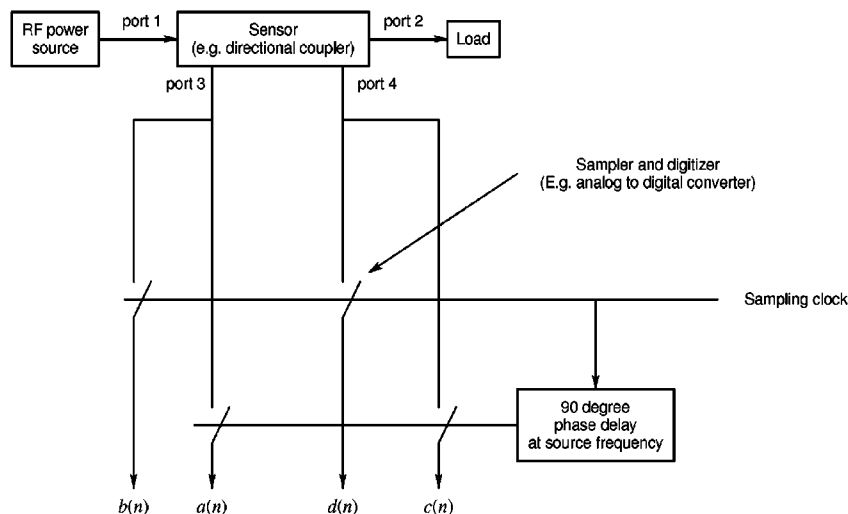 RF power
source
port 1
Sensor
(e.g. directional coupler)
port 2
Load
port 3
port 4
Sampler and digitizer
(E.g. analog to digital converter)
Sampling clock
90 degree
phase delay
at source frequency
b(n)
a(n)
d(n)
c(n)